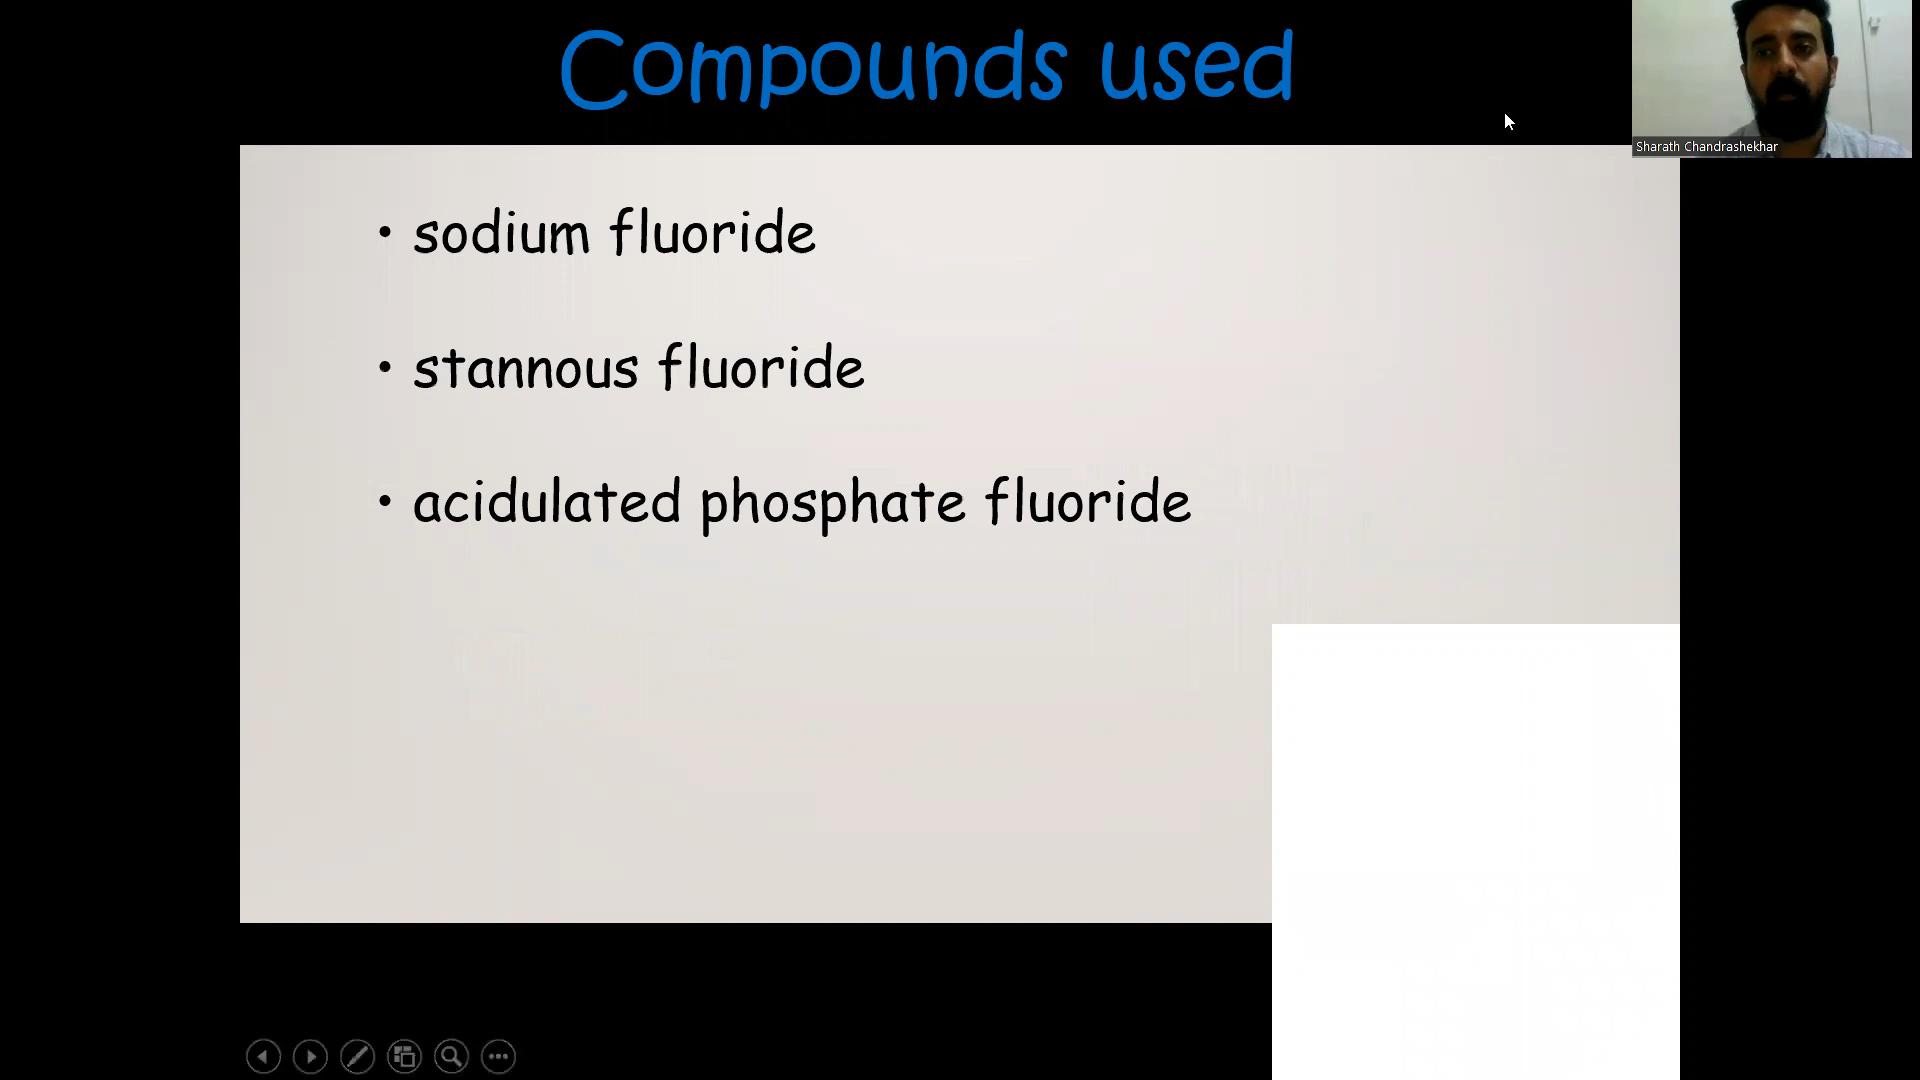 Compounds used
Sharath Chandrashekhar
• sodium fluoride
• stannous fluoride
• acidulated phosphate fluoride